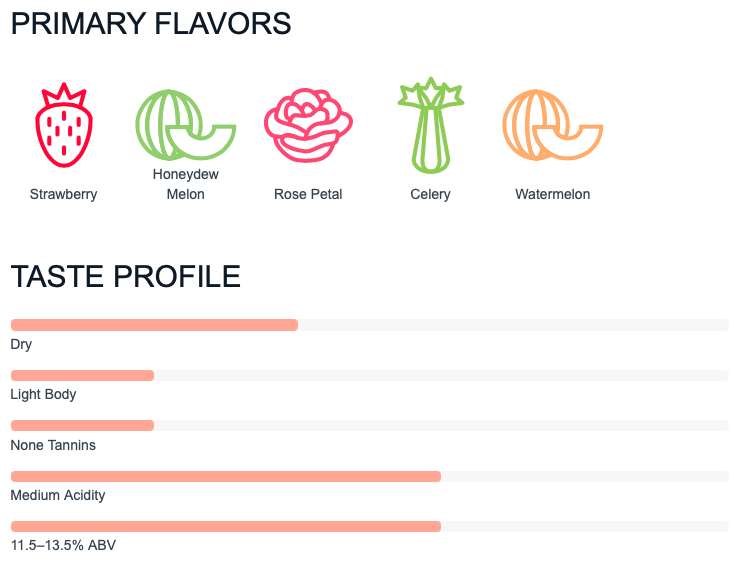 PRIMARY FLAVORS
Strawberry
Honeydew
Melon
Rose Petal
Celery
Watermelon
TASTE PROFILE
Dry
Light Body
None Tannins
Medium Acidity
11.5–13.5% ABV